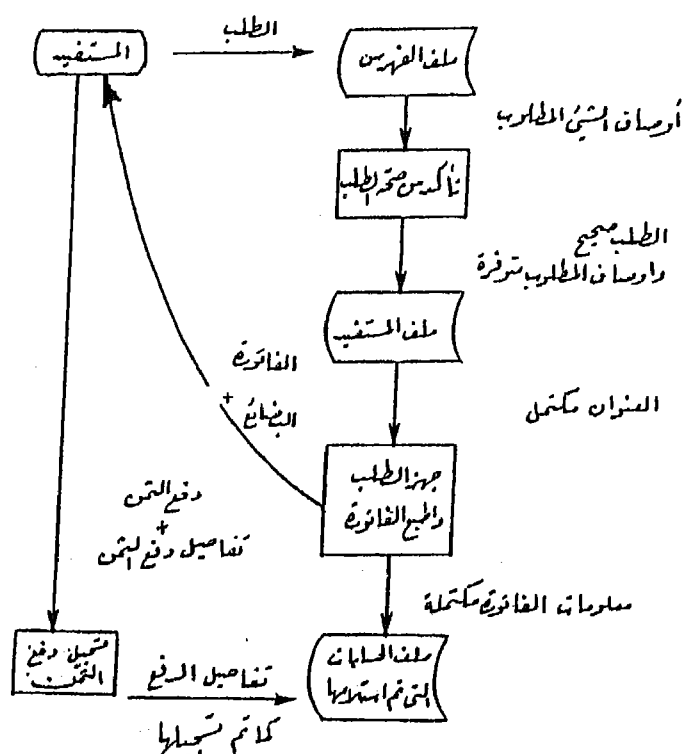 الطلب
المستفيد
ملف الفهرس
أوصاف الشئ المطلوب
تأكد من صحة الطلب
الطلب صحيح
واوصاف المطلوب متوفرة
ملف المستفيد
الفاتورة
+
البضائع
العنوان مكتمل
جهز الطلب
واطبع الفاتورة
دفع الثمن
+
تفاصيل دفع الثمن
معلومات الفاتورة مكتملة
تسجيل دفع
الثمن
تفاصيل الدفع
كما تم تسجيلها
ملف الحسابات
التي تم استلامها